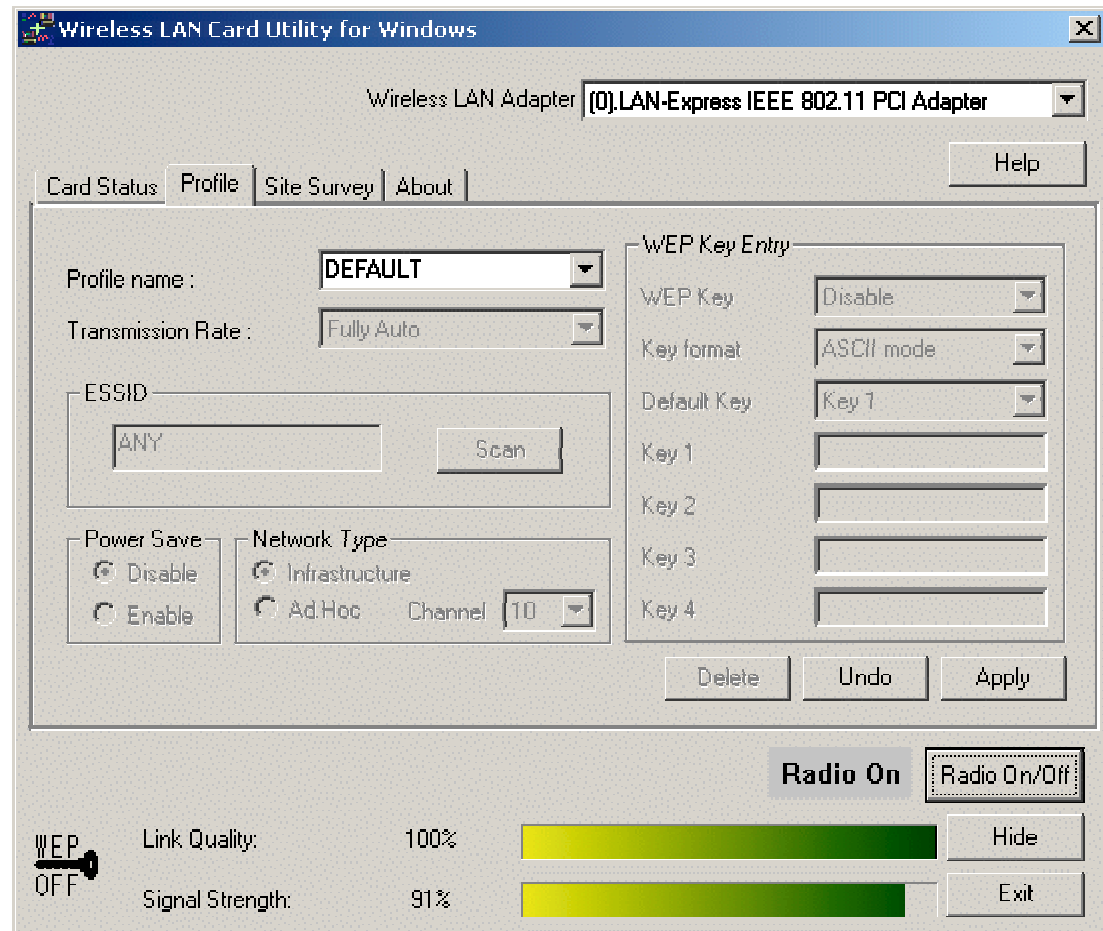 Wireless LAN Card Utility for Windows
Wireless LAN Adapter (0).LAN-Express IEEE 802.11 PCI Adapter
Help
Card Status Profile Site Survey About
Profile name : DEFAULT
Transmission Rate : Fully Auto
ESSID
ANY Scan
Power Save
Disable
Enable
Network Type
Infrastructure
Ad.Hoc Channel 10
WEP Key Entry
WEP Key Disable
Key format ASCII mode
Default Key Key 1
Key 1
Key 2
Key 3
Key 4
Delete Undo Apply
Radio On Radio On/Off
WEP OFF
Link Quality: 100%
Hide
Signal Strength: 91%
Exit